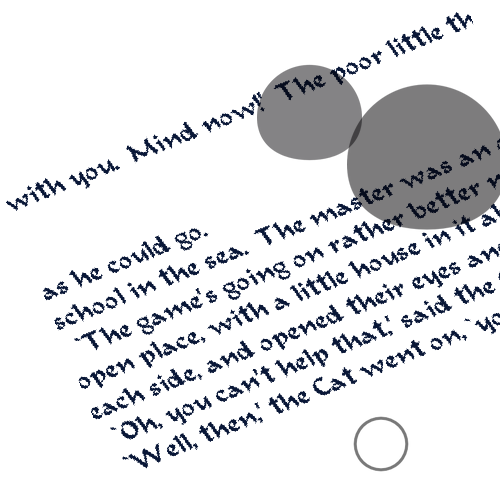 with you. Mind now!' The poor little th
as he could go.
school in the sea. The master was an
`The game's going on rather better
open place, with a little house in it
each side, and opened their eyes
`Oh, you can't help that,' said the
`Well, then,' the Cat went on, `yo